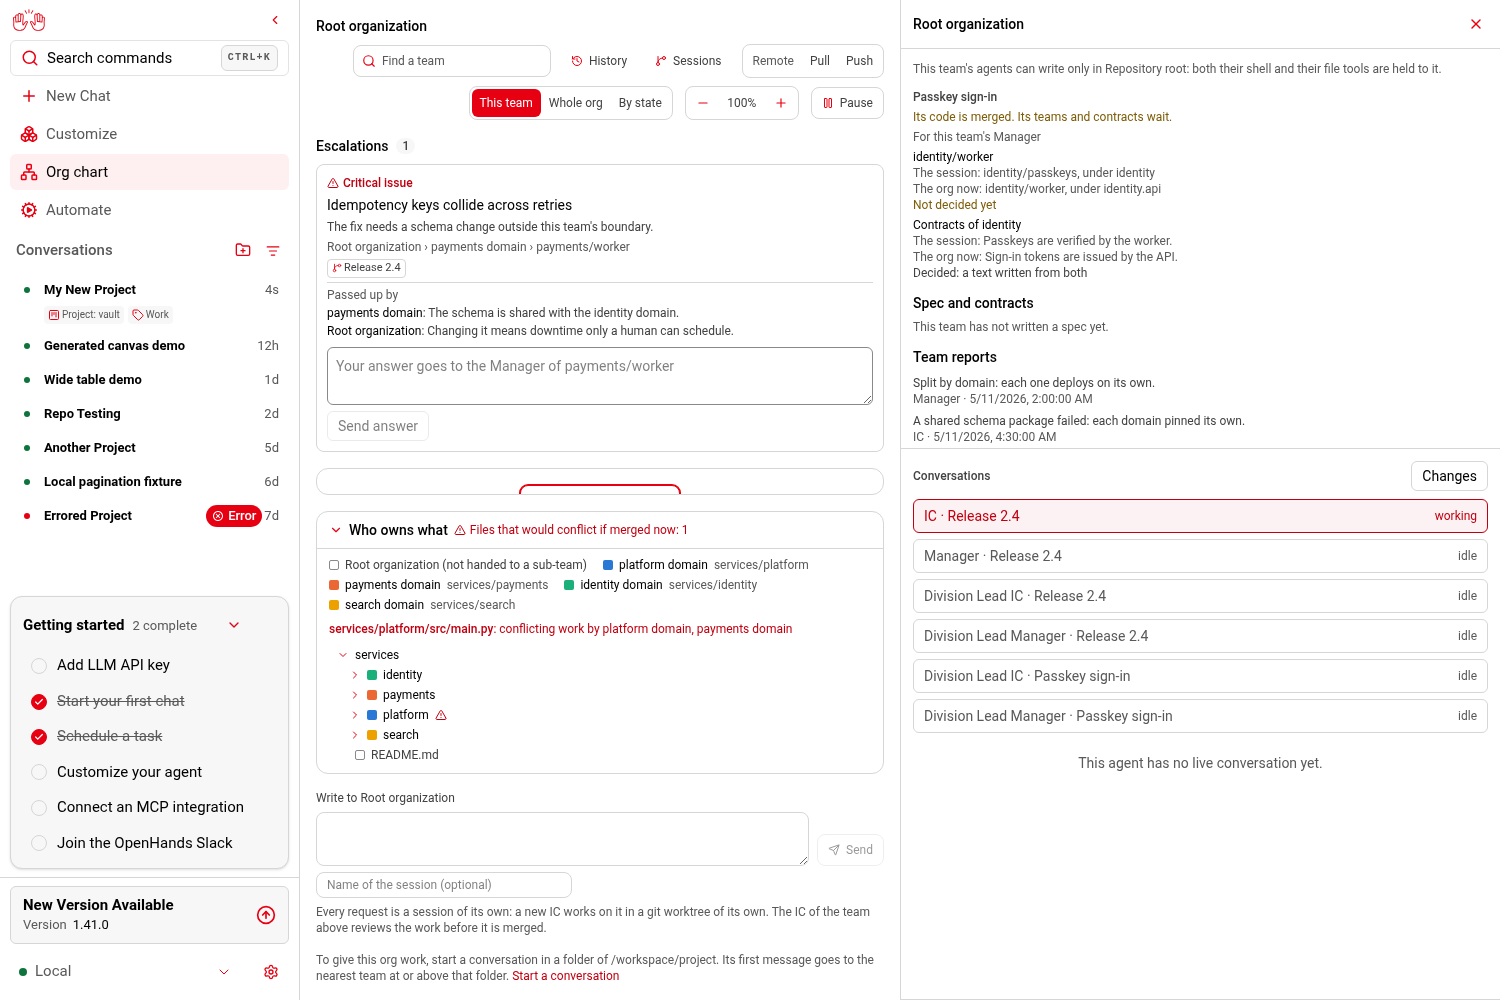 Search commands
CTRL+K
New Chat
Customize
Org chart
Automate
Conversations
My New Project 4s
Project: vault Work
Generated canvas demo 12h
Wide table demo 1d
Repo Testing 2d
Another Project 5d
Local pagination fixture 6d
Errored Project Error 7d
Getting started 2 complete
Add LLM API key
Start your first chat
Schedule a task
Customize your agent
Connect an MCP integration
Join the OpenHands Slack
New Version Available
Version 1.41.0
Local
Root organization
Find a team
History
Sessions
Remote Pull Push
This team Whole org By state
100%
Pause
Escalations 1
Critical issue
Idempotency keys collide across retries
The fix needs a schema change outside this team's boundary.
Root organization › payments domain › payments/worker
Release 2.4
Passed up by
payments domain: The schema is shared with the identity domain.
Root organization: Changing it means downtime only a human can schedule.
Your answer goes to the Manager of payments/worker
Send answer
Who owns what Files that would conflict if merged now: 1
Root organization (not handed to a sub-team) platform domain services/platform
payments domain services/payments identity domain services/identity
search domain services/search
services/platform/src/main.py: conflicting work by platform domain, payments domain
services
identity
payments
platform
search
README.md
Write to Root organization
Send
Name of the session (optional)
Every request is a session of its own: a new IC works on it in a git worktree of its own. The IC of the team
above reviews the work before it is merged.
To give this org work, start a conversation in a folder of /workspace/project. Its first message goes to the
nearest team at or above that folder. Start a conversation
Root organization
This team's agents can write only in Repository root: both their shell and their file tools are held to it.
Passkey sign-in
Its code is merged. Its teams and contracts wait.
For this team's Manager
identity/worker
The session: identity/passkeys, under identity
The org now: identity/worker, under identity.api
Not decided yet
Contracts of identity
The session: Passkeys are verified by the worker.
The org now: Sign-in tokens are issued by the API.
Decided: a text written from both
Spec and contracts
This team has not written a spec yet.
Team reports
Split by domain: each one deploys on its own.
Manager · 5/11/2026, 2:00:00 AM
A shared schema package failed: each domain pinned its own.
IC · 5/11/2026, 4:30:00 AM
Conversations
Changes
IC · Release 2.4 working
Manager · Release 2.4 idle
Division Lead IC · Release 2.4 idle
Division Lead Manager · Release 2.4 idle
Division Lead IC · Passkey sign-in idle
Division Lead Manager · Passkey sign-in idle
This agent has no live conversation yet.